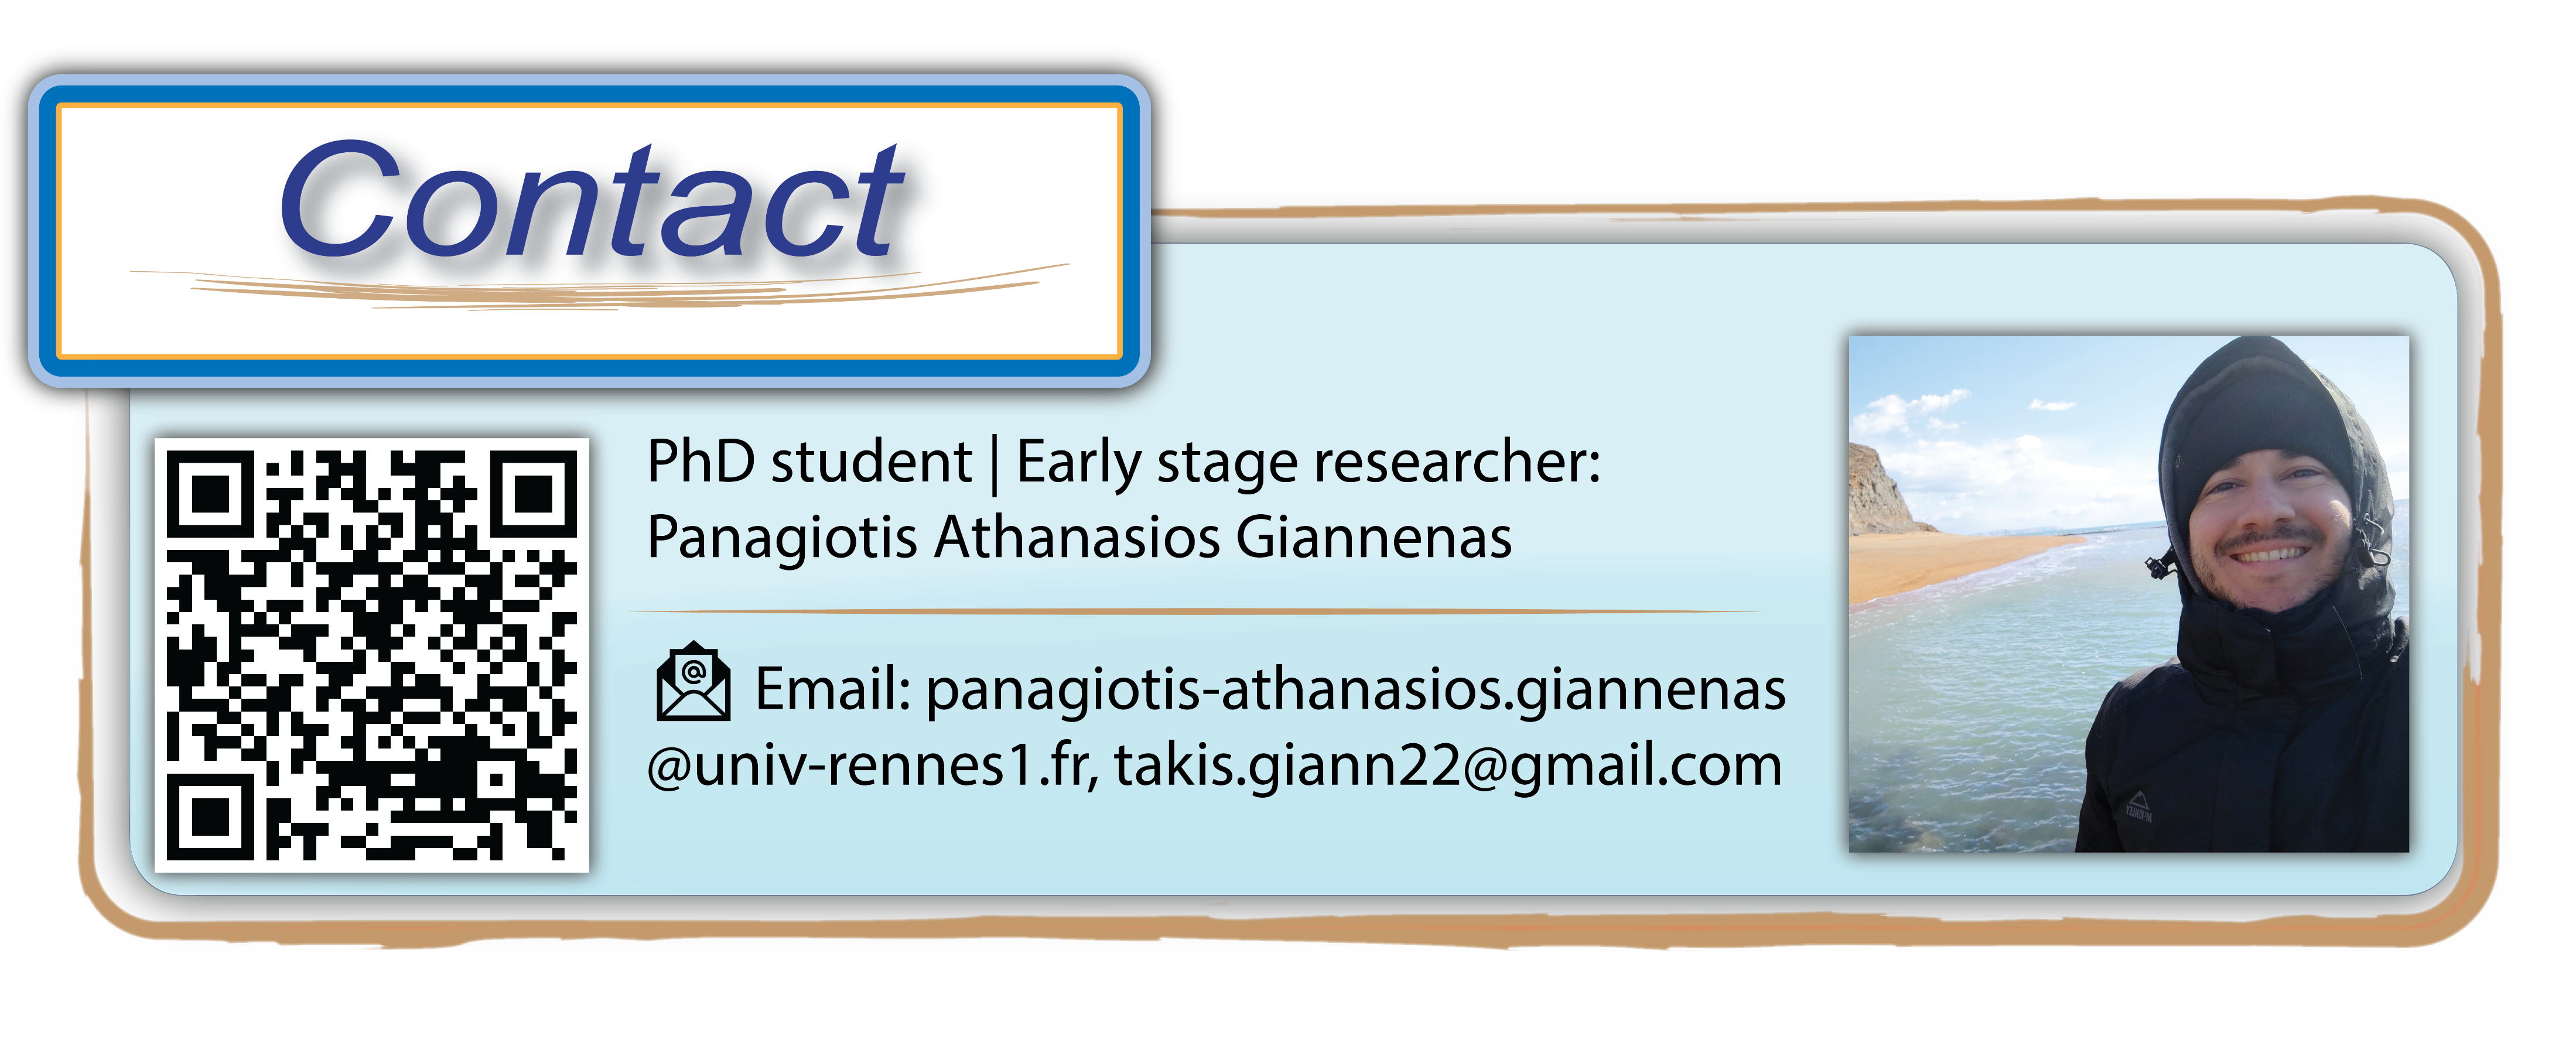 Contact
PhD student | Early stage researcher:
Panagiotis Athanasios Giannenas
Email: panagiotis-athanasios.giannenas
@univ-rennes1.fr, takis.giann22@gmail.com
McKINLEY